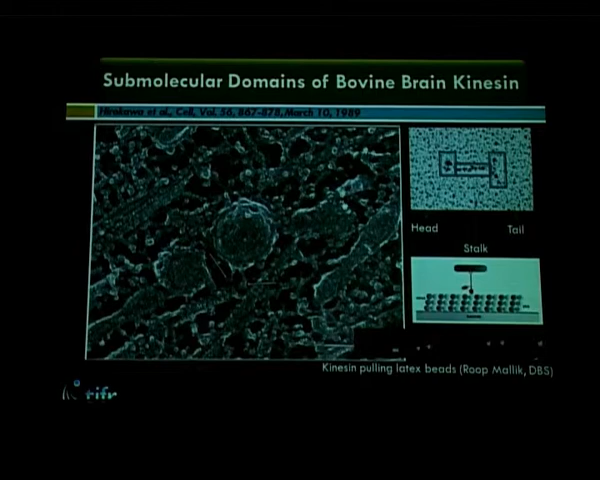 Submolecular Domains of Bovine Brain Kinesin
Hirokawa et al., Cell, Vol. 56, 867-878, March 10, 1989
Head
Tail
Stalk
Kinesin pulling latex beads (Roop Mallik, DBS)
tifr